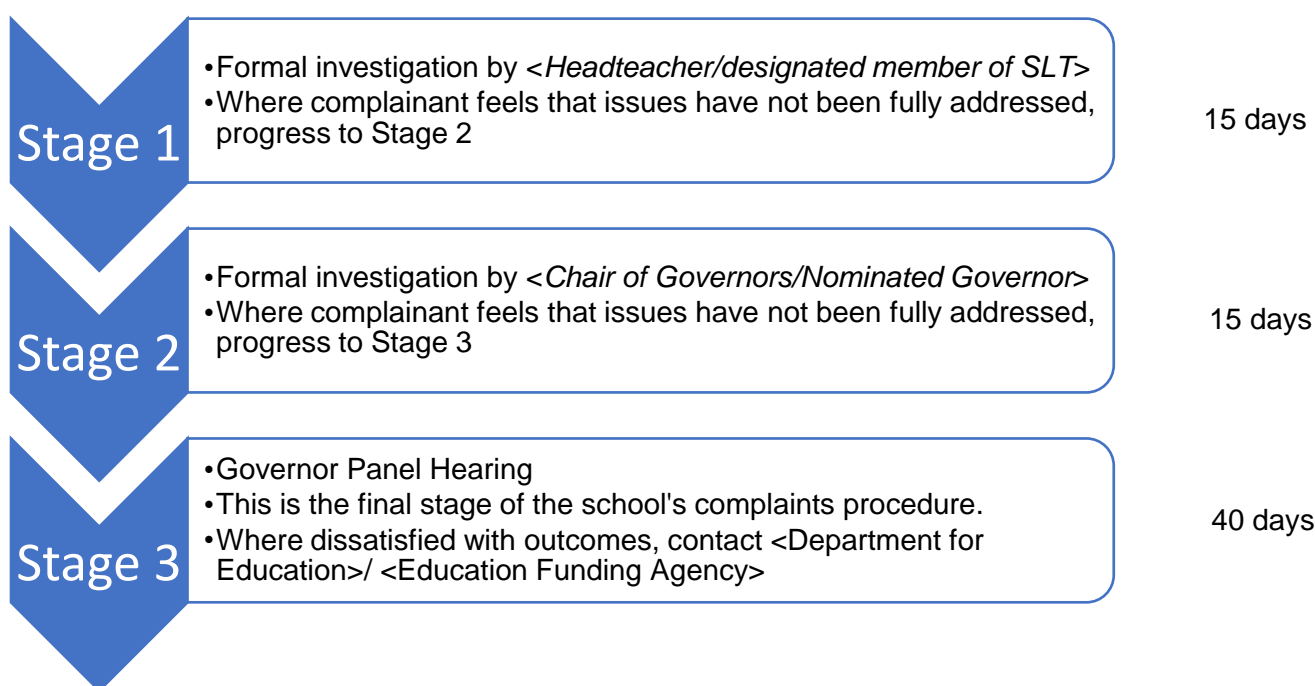 Stage 1
•Formal investigation by <Headteacher/designated member of SLT>
•Where complainant feels that issues have not been fully addressed,
progress to Stage 2
15 days
Stage 2
•Formal investigation by <Chair of Governors/Nominated Governor>
•Where complainant feels that issues have not been fully addressed,
progress to Stage 3
15 days
Stage 3
•Governor Panel Hearing
•This is the final stage of the school's complaints procedure.
•Where dissatisfied with outcomes, contact <Department for
Education>/ <Education Funding Agency>
40 days